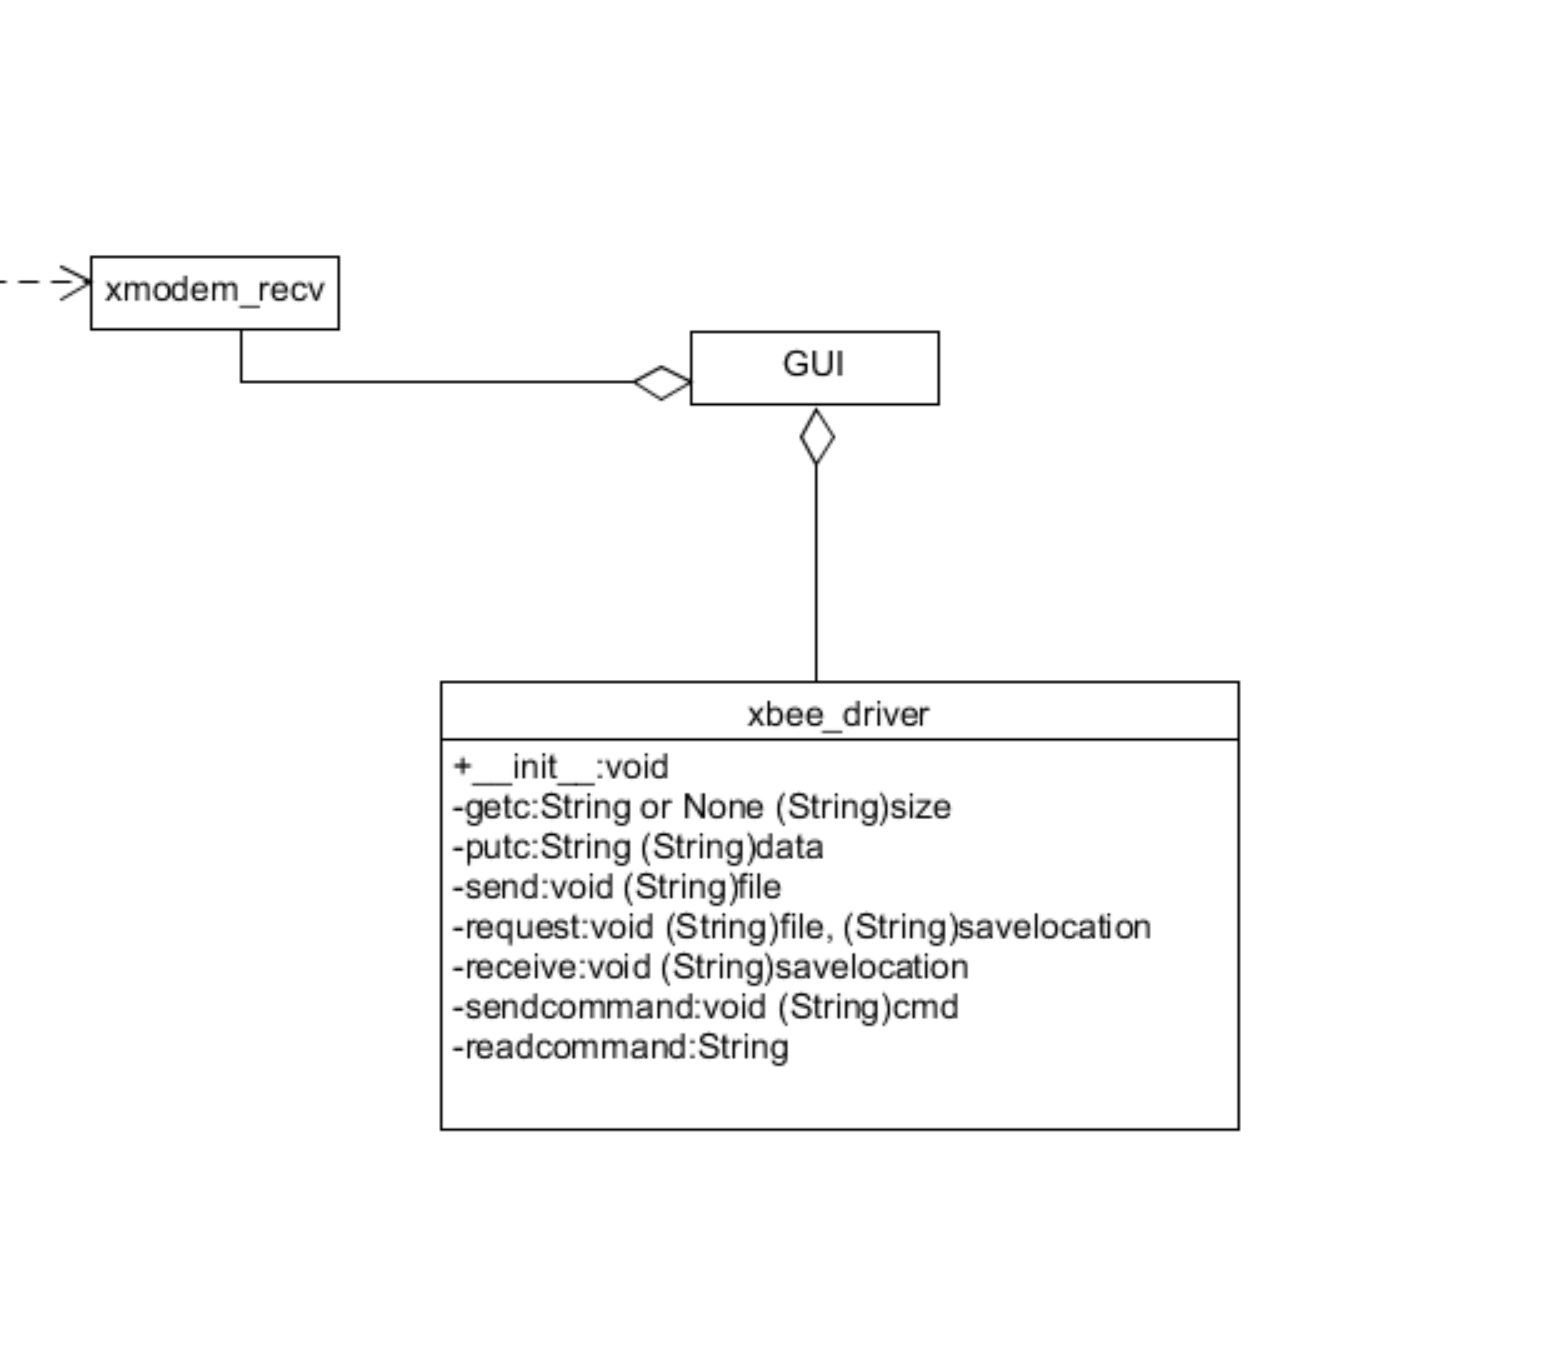 xmodem_recv
GUI
xbee_driver
+__init__:void
-getc:String or None (String)size
-putc:String (String)data
-send:void (String)file
-request:void (String)file, (String)savelocation
-receive:void (String)savelocation
-sendcommand:void (String)cmd
-readcommand:String